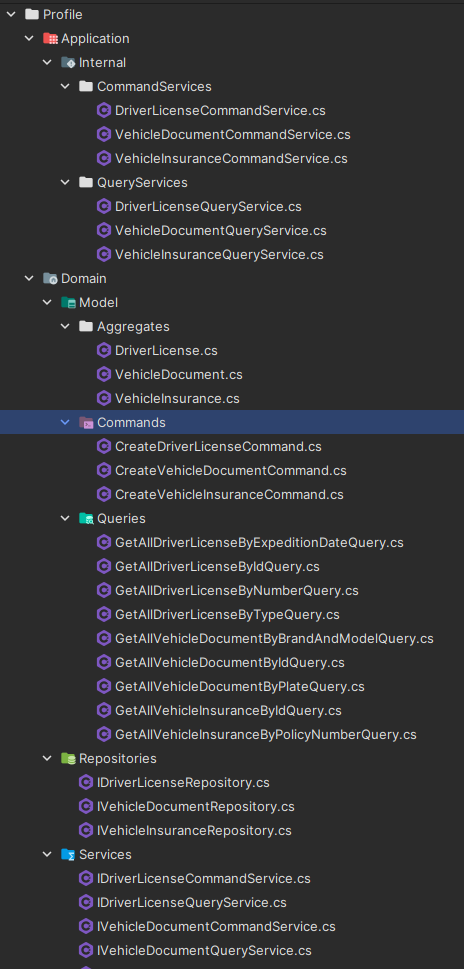 Profile
Application
Internal
CommandServices
DriverLicenseCommandService.cs
VehicleDocumentCommandService.cs
VehicleInsuranceCommandService.cs
QueryServices
DriverLicenseQueryService.cs
VehicleDocumentQueryService.cs
VehicleInsuranceQueryService.cs
Domain
Model
Aggregates
DriverLicense.cs
VehicleDocument.cs
VehicleInsurance.cs
Commands
CreateDriverLicenseCommand.cs
CreateVehicleDocumentCommand.cs
CreateVehicleInsuranceCommand.cs
Queries
GetAllDriverLicenseByExpeditionDateQuery.cs
GetAllDriverLicenseByIdQuery.cs
GetAllDriverLicenseByNumberQuery.cs
GetAllDriverLicenseByTypeQuery.cs
GetAllVehicleDocumentByBrandAndModelQuery.cs
GetAllVehicleDocumentByIdQuery.cs
GetAllVehicleDocumentByPlateQuery.cs
GetAllVehicleInsuranceByIdQuery.cs
GetAllVehicleInsuranceByPolicyNumberQuery.cs
Repositories
IDriverLicenseRepository.cs
IVehicleDocumentRepository.cs
IVehicleInsuranceRepository.cs
Services
IDriverLicenseCommandService.cs
IDriverLicenseQueryService.cs
IVehicleDocumentCommandService.cs
IVehicleDocumentQueryService.cs